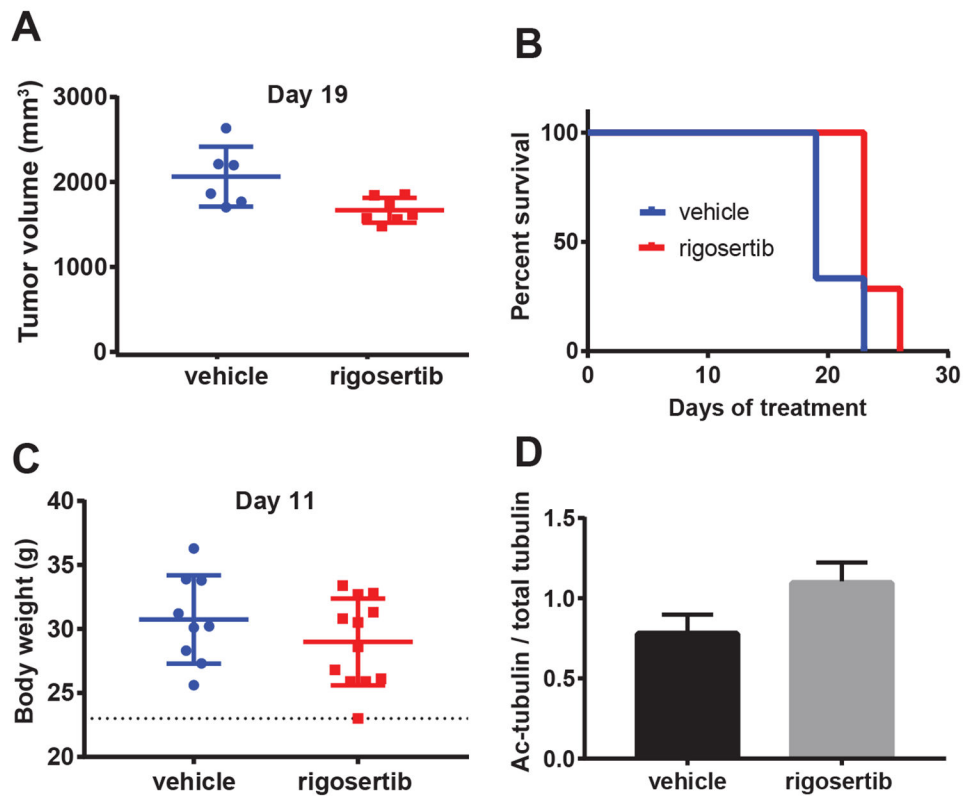 A
Day 19
Tumor volume (mm³)
3000
2000
1000
0
vehicle rigosertib
B
Percent survival
100
50
0
vehicle
rigosertib
0 10 20 30
Days of treatment
C
Day 11
Body weight (g)
40
35
30
25
20
vehicle rigosertib
D
Ac-tubulin / total tubulin
1.5
1.0
0.5
0.0
vehicle rigosertib